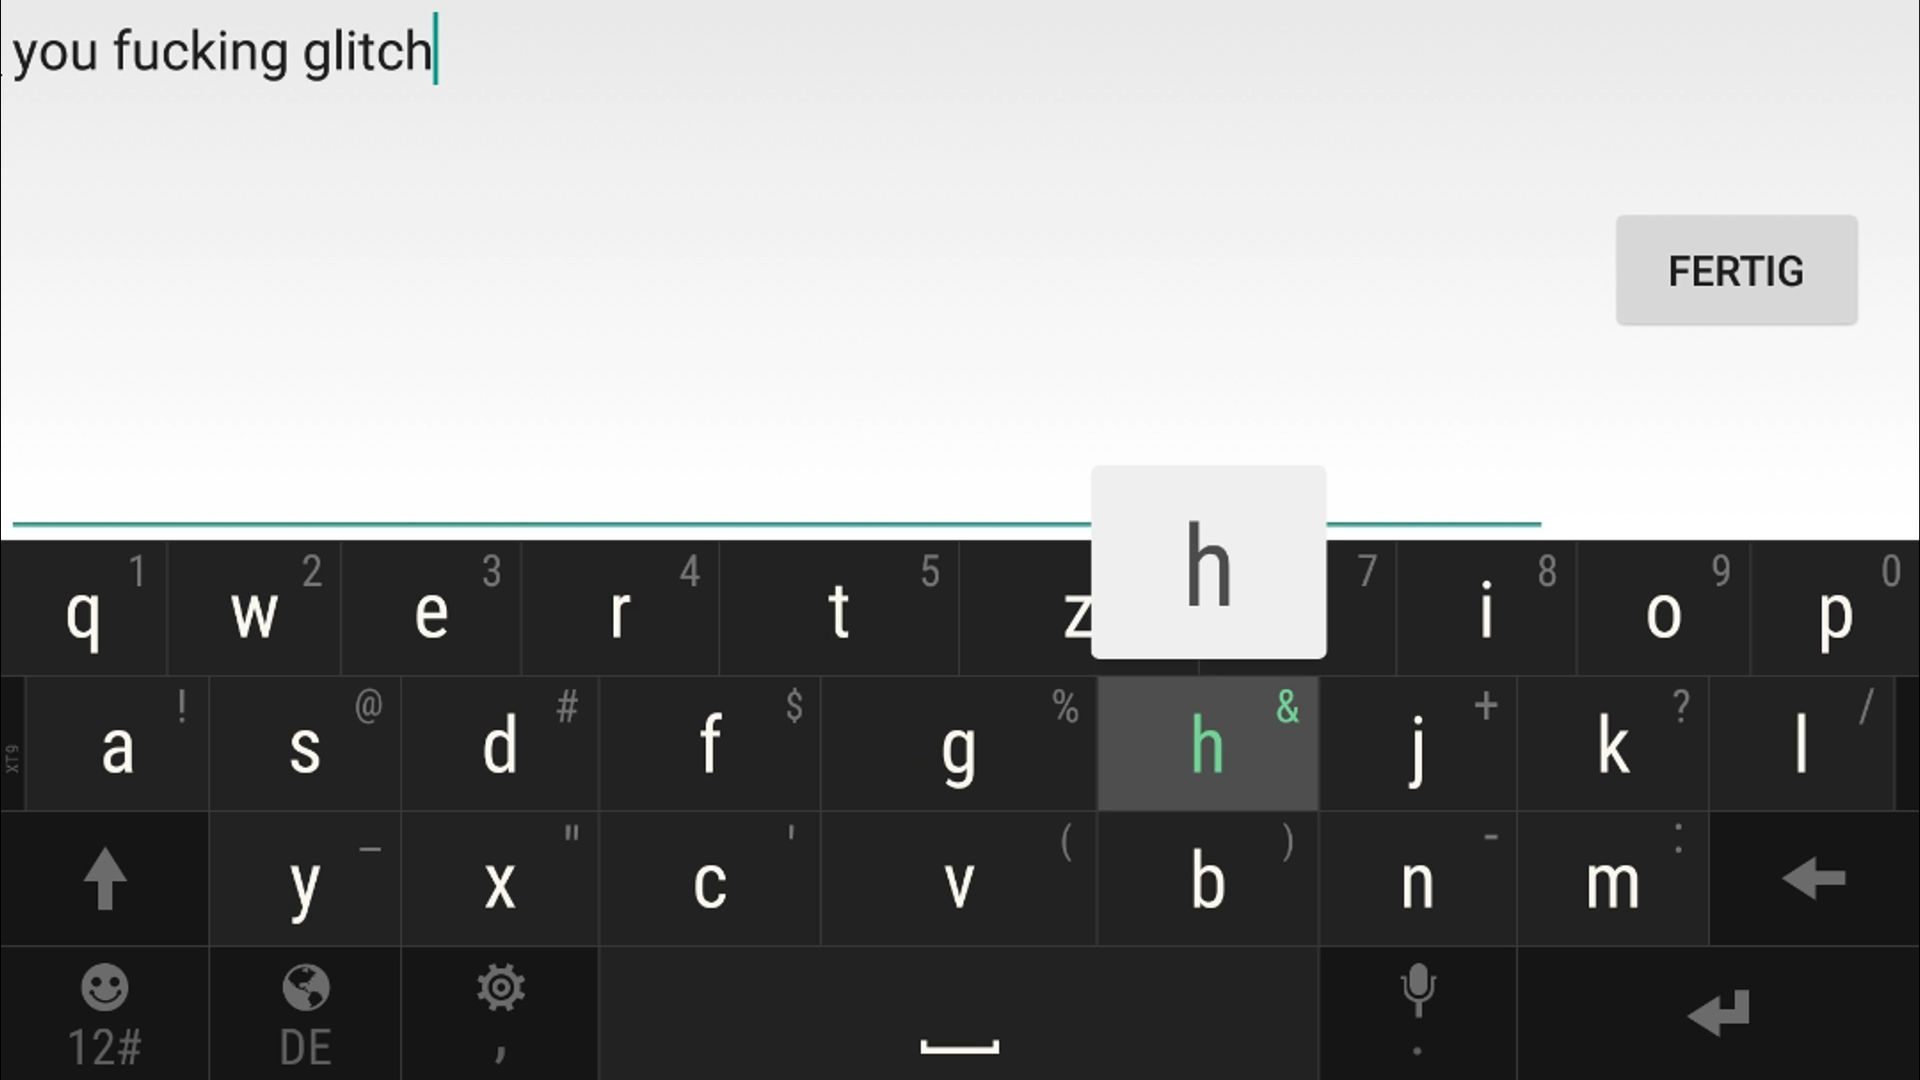 you fucking glitch
FERTIG
h
1 2 3 4 5 7 8 9 0
q w e r t z i o p
! @ # $ % & + ? /
a s d f g h j k l
XT9
_ " ' ( ) - :
y x c v b n m
12# DE , .